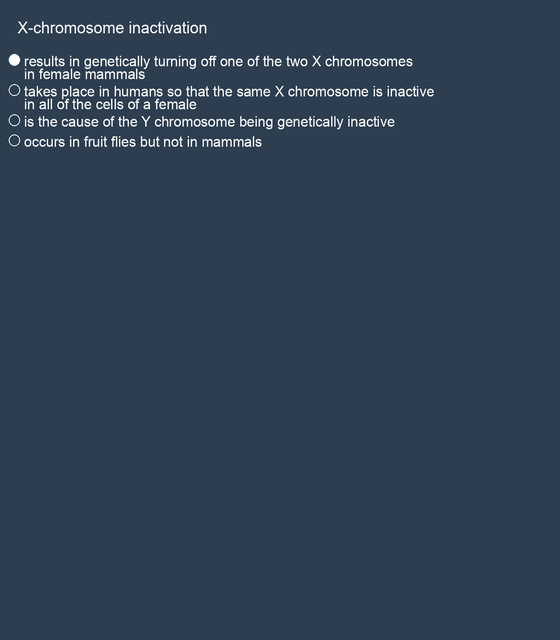 X-chromosome inactivation
results in genetically turning off one of the two X chromosomes
in female mammals
takes place in humans so that the same X chromosome is inactive
in all of the cells of a female
is the cause of the Y chromosome being genetically inactive
occurs in fruit flies but not in mammals